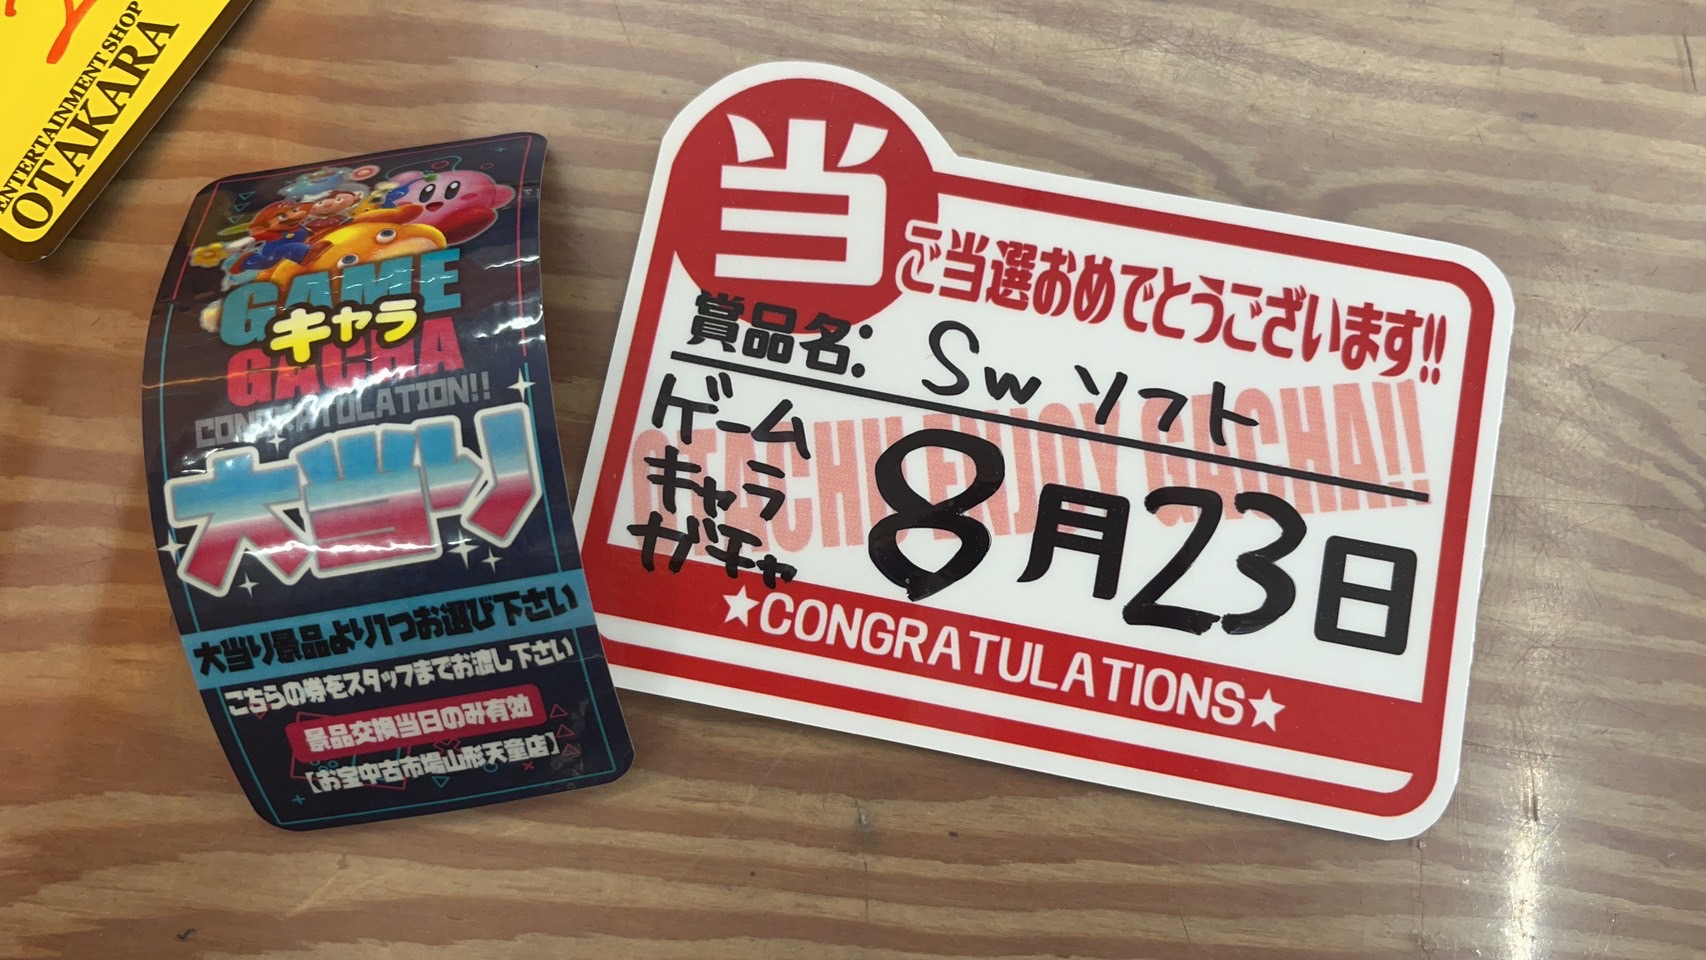 ENTERTAINMENT SHOP
OTAKARA
GAME
キャラ
GACHA
CONGRATULATION!!
大当り
大当り景品より1つお選び下さい
こちらの券をスタッフまでお渡し下さい
景品交換当日のみ有効
【お宝中古市場山形天童店】
当
ご当選おめでとうございます!!
賞品名: Sw ソフト
ゲーム
キャラ
ガチャ
8月23日
ENJOY GACHA!!
★CONGRATULATIONS★